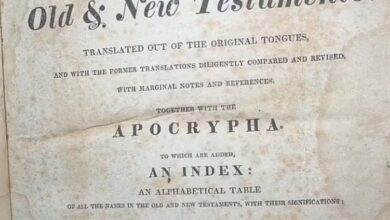 Old & New Testaments
TRANSLATED OUT OF THE ORIGINAL TONGUES,
AND WITH THE FORMER TRANSLATIONS DILIGENTLY COMPARED AND REVISED,
WITH MARGINAL NOTES AND REFERENCES.
TOGETHER WITH THE
APOCRYPHA.
TO WHICH ARE ADDED,
AN INDEX:
AN ALPHABETICAL TABLE
OF ALL THE NAMES IN THE OLD AND NEW TESTAMENTS, WITH THEIR SIGNIFICATIONS;